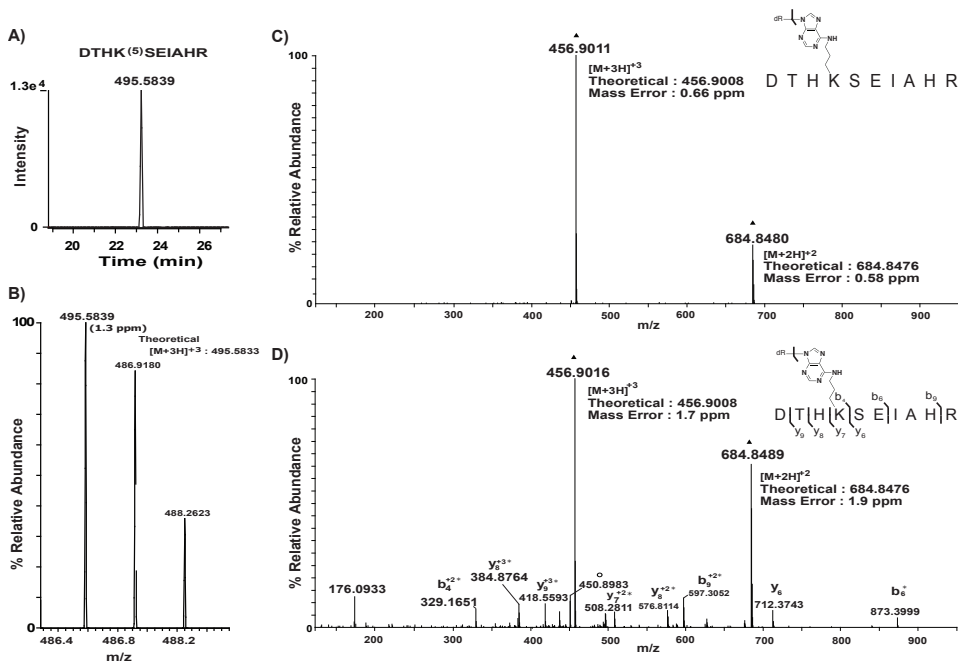 A)
DTHK(5)SEIAHR
495.5839
1.3e4
Intensity
0
20 22 24 26
Time (min)
B)
495.5839
(1.3 ppm)
Theoretical
[M+3H]+3 : 495.5833
486.9180
488.2623
100
% Relative Abundance
0
486.4 486.8 488.2
m/z
C)
100
456.9011
[M+3H]+3
Theoretical : 456.9008
Mass Error : 0.66 ppm
dR
N
N
N
N
NH
D T H K S E I A H R
684.8480
[M+2H]+2
Theoretical : 684.8476
Mass Error : 0.58 ppm
% Relative Abundance
0
200 300 400 500 600 700 800 900
m/z
D)
100
456.9016
[M+3H]+3
Theoretical : 456.9008
Mass Error : 1.7 ppm
dR
N
N
N
N
NH
b4 b6 b9
D T H K S E I A H R
y9 y8 y7 y6
684.8489
[M+2H]+2
Theoretical : 684.8476
Mass Error : 1.9 ppm
% Relative Abundance
176.0933
b4+2*
329.1651
y8+3*
384.8764
y9+3*
418.5593
450.8983
y7+2*
508.2811
y8+2*
576.8114
b9+2*
597.3052
y6
712.3743
b6*
873.3999
0
200 300 400 500 600 700 800 900
m/z